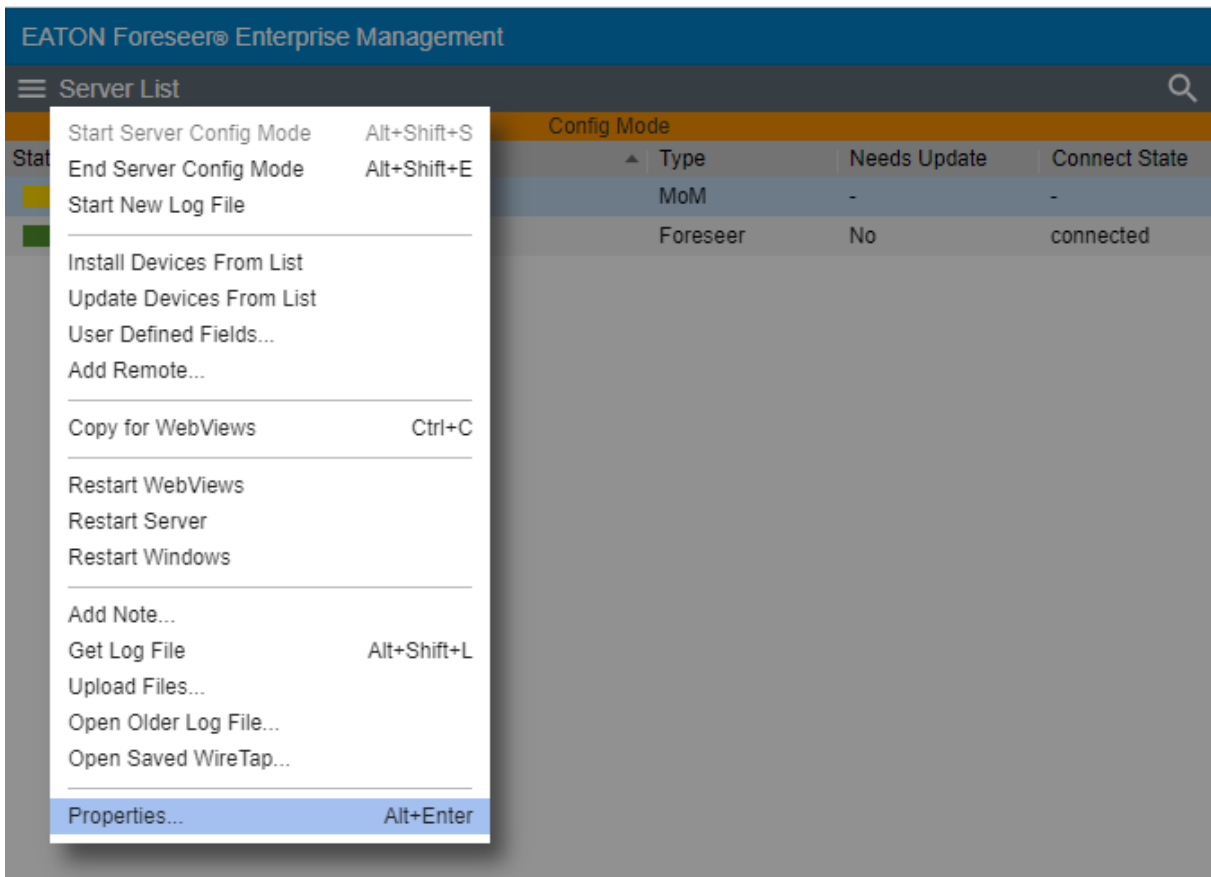 EATON Foreseer® Enterprise Management
Server List
Config Mode
Stat Type Needs Update Connect State
MoM - -
Foreseer No connected
Start Server Config Mode Alt+Shift+S
End Server Config Mode Alt+Shift+E
Start New Log File
Install Devices From List
Update Devices From List
User Defined Fields...
Add Remote...
Copy for WebViews Ctrl+C
Restart WebViews
Restart Server
Restart Windows
Add Note...
Get Log File Alt+Shift+L
Upload Files...
Open Older Log File...
Open Saved WireTap...
Properties... Alt+Enter